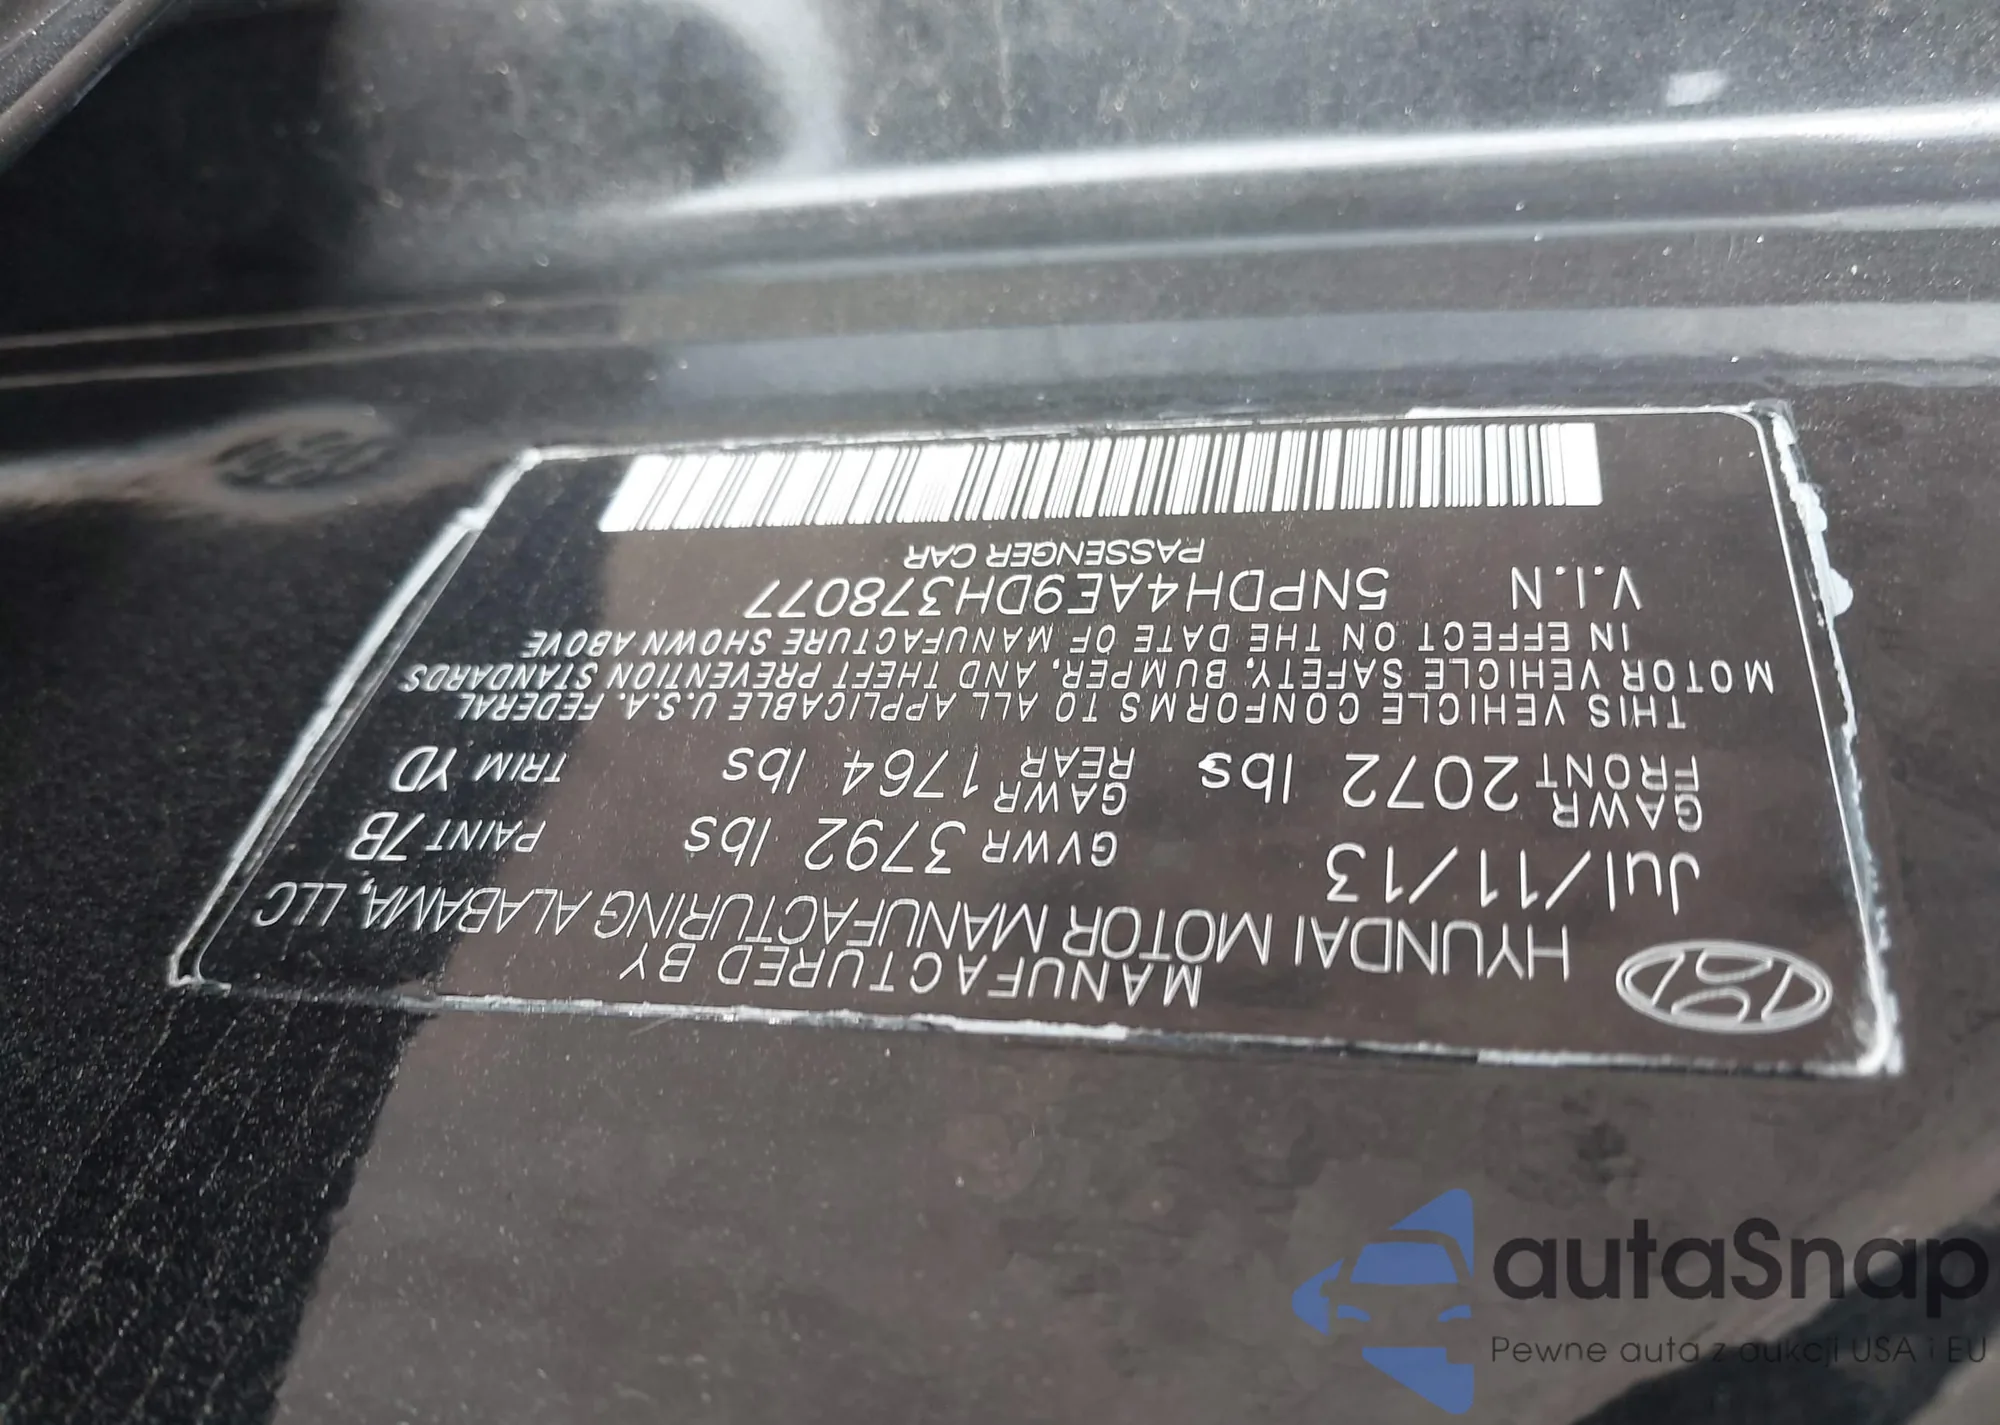 MANUFACTURED BY
HYUNDAI MOTOR MANUFACTURING ALABAMA, LLC
Jul/11/13 GVWR 3792 lbs PAINT 7B
GAWR FRONT 2072 lbs GAWR REAR 1764 lbs TRIM YD
THIS VEHICLE CONFORMS TO ALL APPLICABLE U.S.A. FEDERAL
MOTOR VEHICLE SAFETY, BUMPER, AND THEFT PREVENTION STANDARDS
IN EFFECT ON THE DATE OF MANUFACTURE SHOWN ABOVE
V.I.N 5NPDH4AE9DH378077
PASSENGER CAR
autaSnap
Pewne auta z aukcji USA i EU